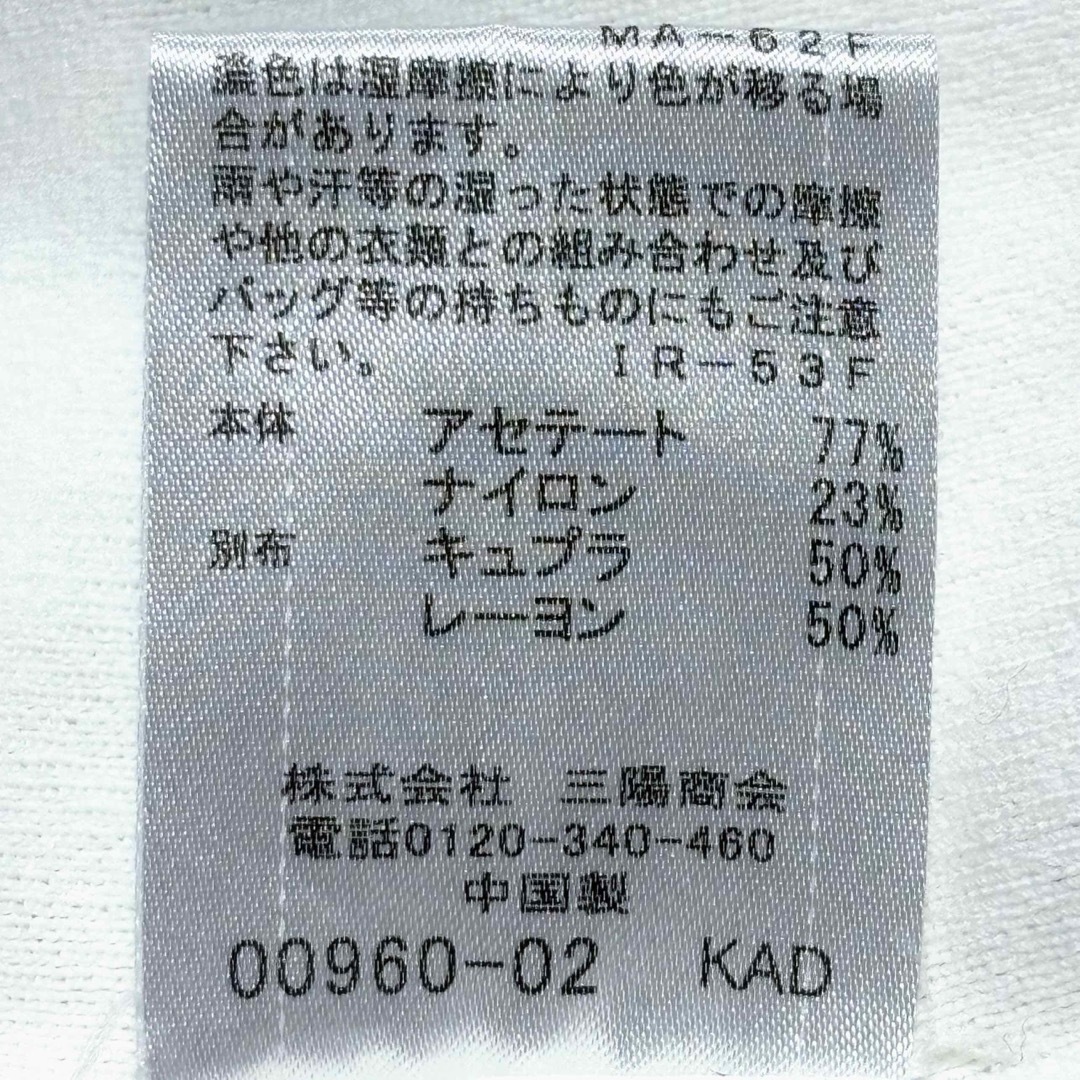 MA-62F
濃色は湿摩擦により色が移る場
合があります。
雨や汗等の湿った状態での摩擦
や他の衣類との組み合わせ及び
バッグ等の持ちものにもご注意
下さい。 IR-53F
本体 アセテート 77%
ナイロン 23%
別布 キュプラ 50%
レーヨン 50%
株式会社 三陽商会
電話0120-340-460
中国製
00960-02 KAD